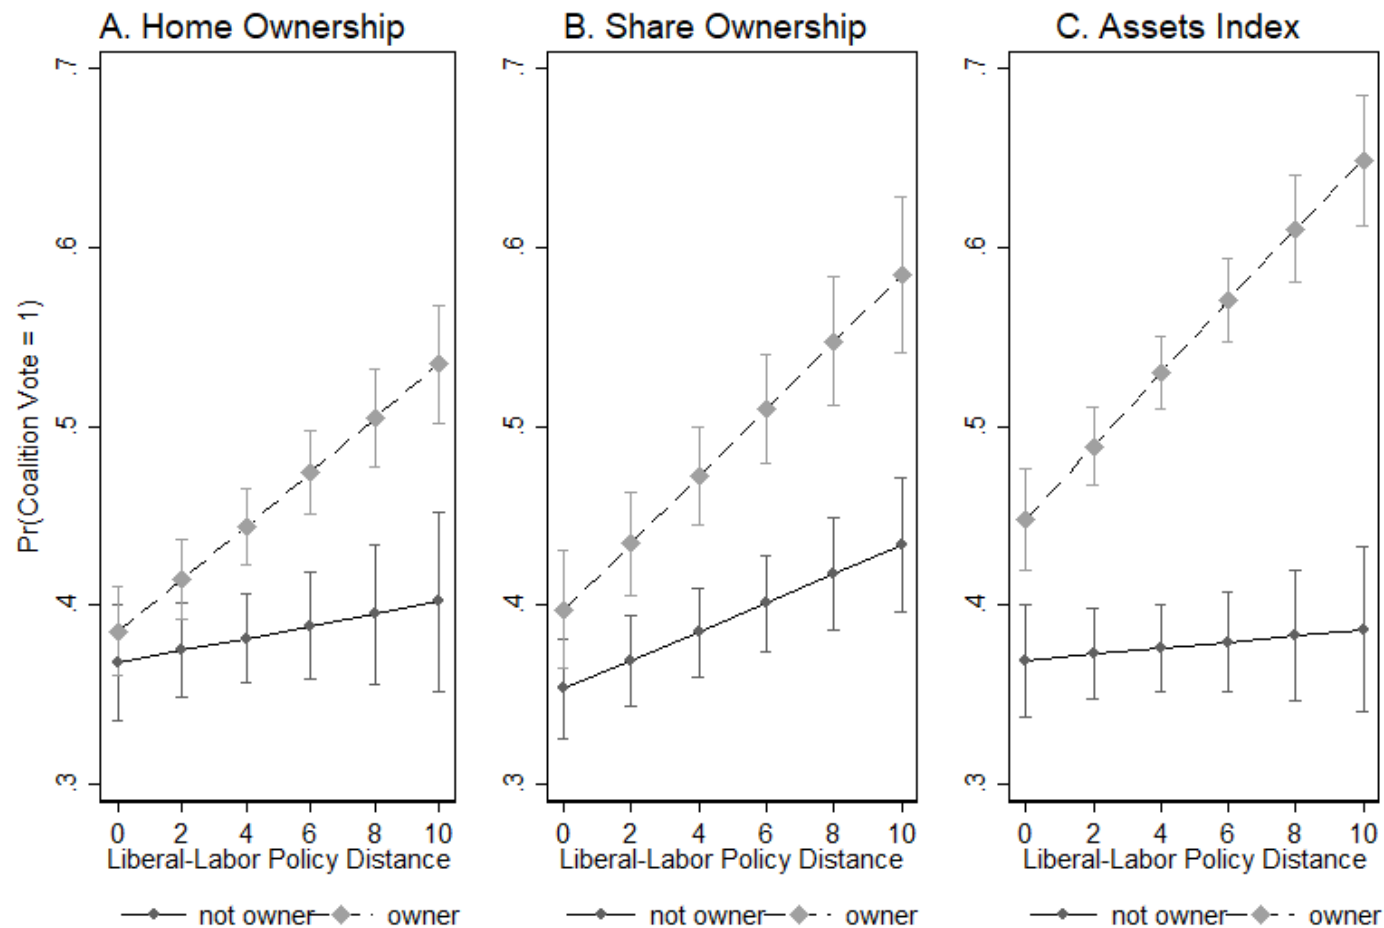 A. Home Ownership
B. Share Ownership
C. Assets Index
Pr(Coalition Vote = 1)
.7
.6
.5
.4
.3
0 2 4 6 8 10
Liberal-Labor Policy Distance
not owner owner
.7
.6
.5
.4
.3
0 2 4 6 8 10
Liberal-Labor Policy Distance
not owner owner
.7
.6
.5
.4
.3
0 2 4 6 8 10
Liberal-Labor Policy Distance
not owner owner